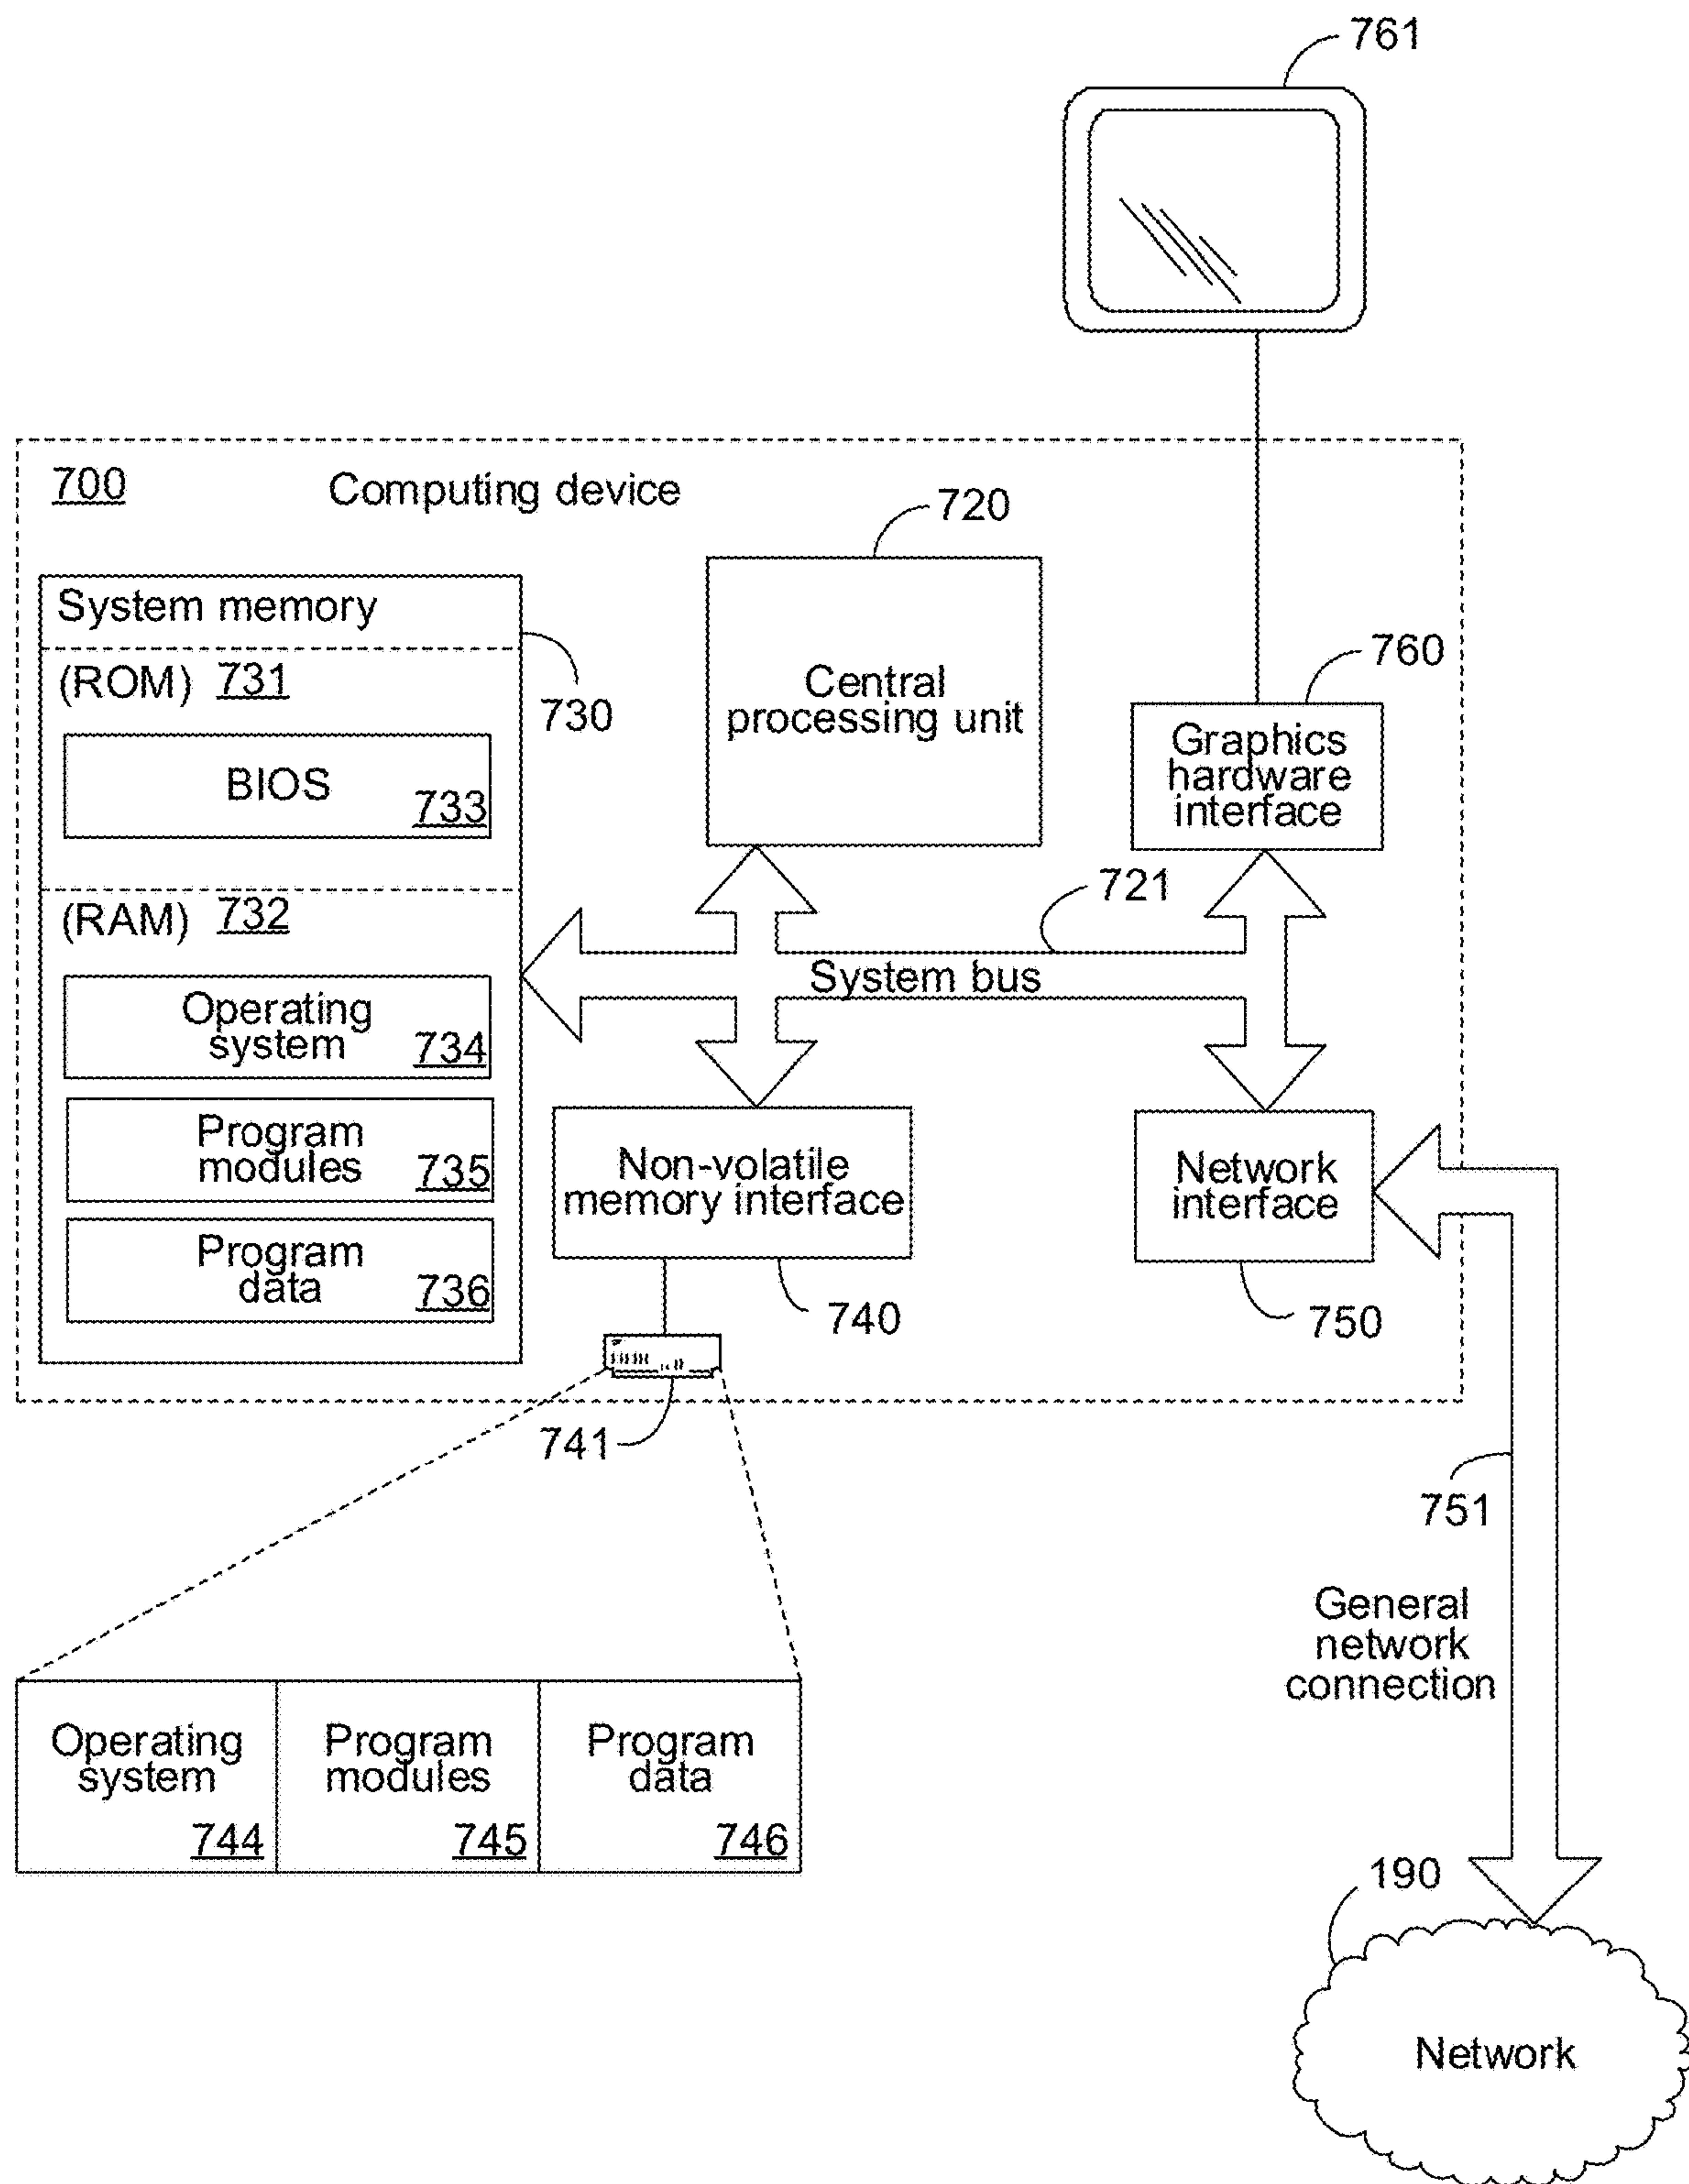 761
700
Computing device
720
System memory
(ROM) 731
730
BIOS
733
Central
processing unit
760
Graphics
hardware
interface
(RAM) 732
721
System bus
Operating
system
734
Program
modules
735
Program
data
736
Non-volatile
memory interface
740
Network
interface
750
741
751
General
network
connection
Operating
system
744
Program
modules
745
Program
data
746
190
Network